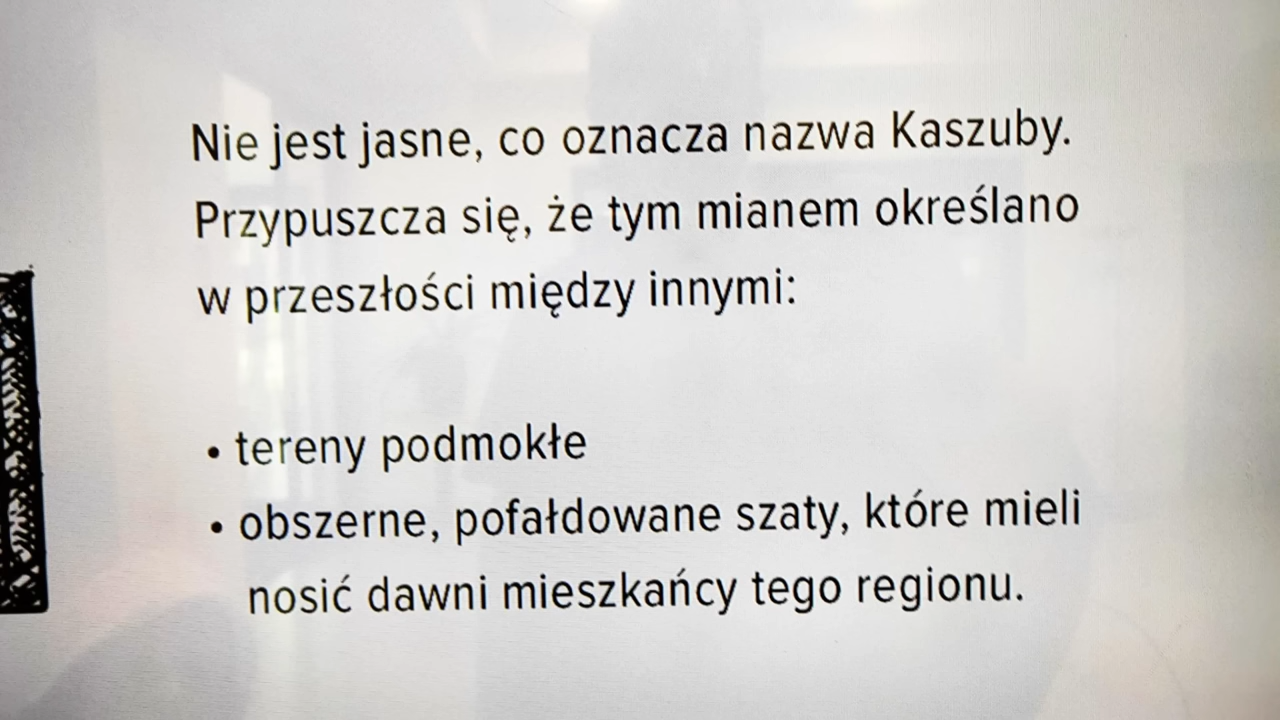 Nie jest jasne, co oznacza nazwa Kaszuby.
Przypuszcza się, że tym mianem określano
w przeszłości między innymi:
• tereny podmokłe
• obszerne, pofałdowane szaty, które mieli
nosić dawni mieszkańcy tego regionu.